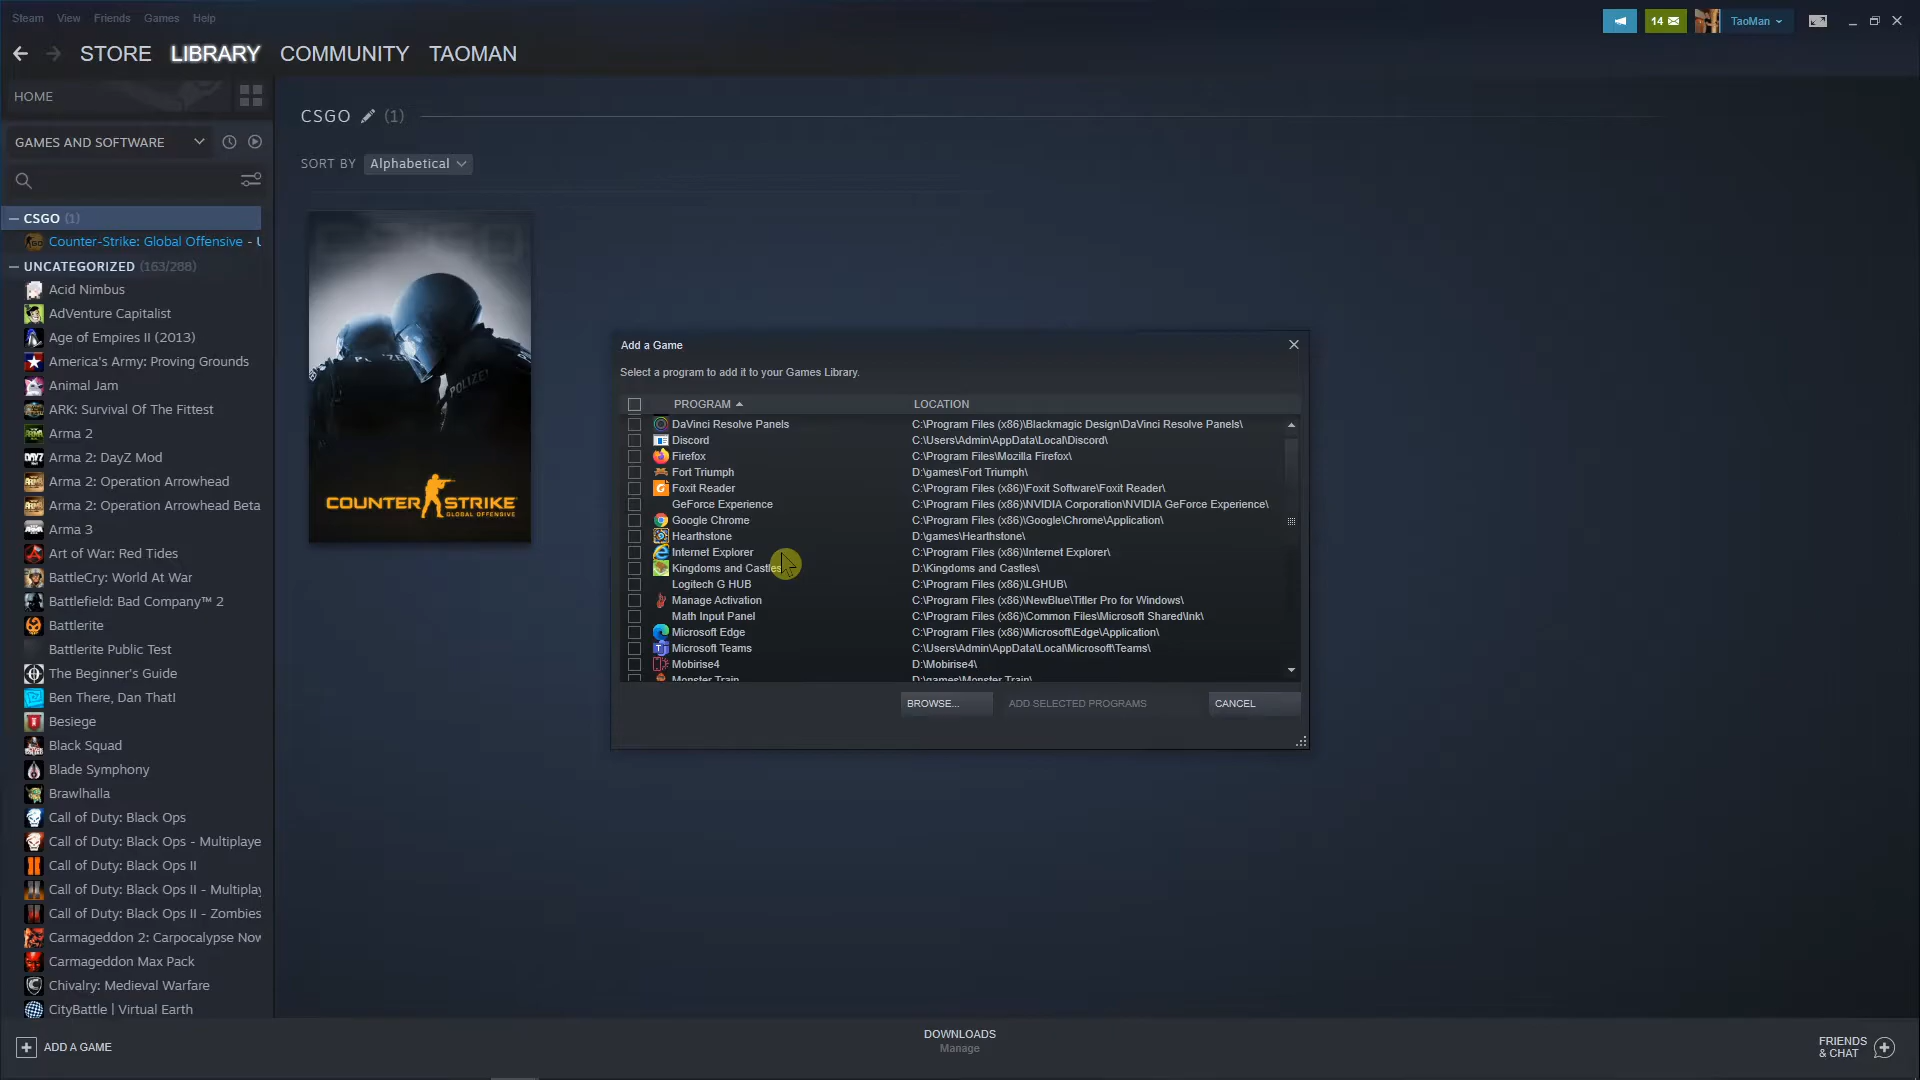 Steam View Friends Games Help
14 TaoMan
STORE LIBRARY COMMUNITY TAOMAN
HOME
GAMES AND SOFTWARE
CSGO (1)
Counter-Strike: Global Offensive - U
UNCATEGORIZED (163/288)
Acid Nimbus
AdVenture Capitalist
Age of Empires II (2013)
America's Army: Proving Grounds
Animal Jam
ARK: Survival Of The Fittest
Arma 2
Arma 2: DayZ Mod
Arma 2: Operation Arrowhead
Arma 2: Operation Arrowhead Beta
Arma 3
Art of War: Red Tides
BattleCry: World At War
Battlefield: Bad Company™ 2
Battlerite
Battlerite Public Test
The Beginner's Guide
Ben There, Dan That!
Besiege
Black Squad
Blade Symphony
Brawlhalla
Call of Duty: Black Ops
Call of Duty: Black Ops - Multiplaye
Call of Duty: Black Ops II
Call of Duty: Black Ops II - Multiplay
Call of Duty: Black Ops II - Zombies
Carmageddon 2: Carpocalypse Now
Carmageddon Max Pack
Chivalry: Medieval Warfare
CityBattle | Virtual Earth
ADD A GAME
CSGO (1)
SORT BY Alphabetical
POLIZEI
COUNTER STRIKE
GLOBAL OFFENSIVE
Add a Game
Select a program to add it to your Games Library.
PROGRAM LOCATION
DaVinci Resolve Panels C:\Program Files (x86)\Blackmagic Design\DaVinci Resolve Panels\
Discord C:\Users\Admin\AppData\Local\Discord\
Firefox C:\Program Files\Mozilla Firefox\
Fort Triumph D:\games\Fort Triumph\
Foxit Reader C:\Program Files (x86)\Foxit Software\Foxit Reader\
GeForce Experience C:\Program Files (x86)\NVIDIA Corporation\NVIDIA GeForce Experience\
Google Chrome C:\Program Files (x86)\Google\Chrome\Application\
Hearthstone D:\games\Hearthstone\
Internet Explorer C:\Program Files (x86)\Internet Explorer\
Kingdoms and Castles D:\Kingdoms and Castles\
Logitech G HUB C:\Program Files (x86)\LGHUB\
Manage Activation C:\Program Files (x86)\NewBlue\Titler Pro for Windows\
Math Input Panel C:\Program Files (x86)\Common Files\Microsoft Shared\Ink\
Microsoft Edge C:\Program Files (x86)\Microsoft\Edge\Application\
Microsoft Teams C:\Users\Admin\AppData\Local\Microsoft\Teams\
Mobirise4 D:\Mobirise4\
Monster Train D:\games\Monster Train\
BROWSE... ADD SELECTED PROGRAMS CANCEL
DOWNLOADS
Manage
FRIENDS
& CHAT